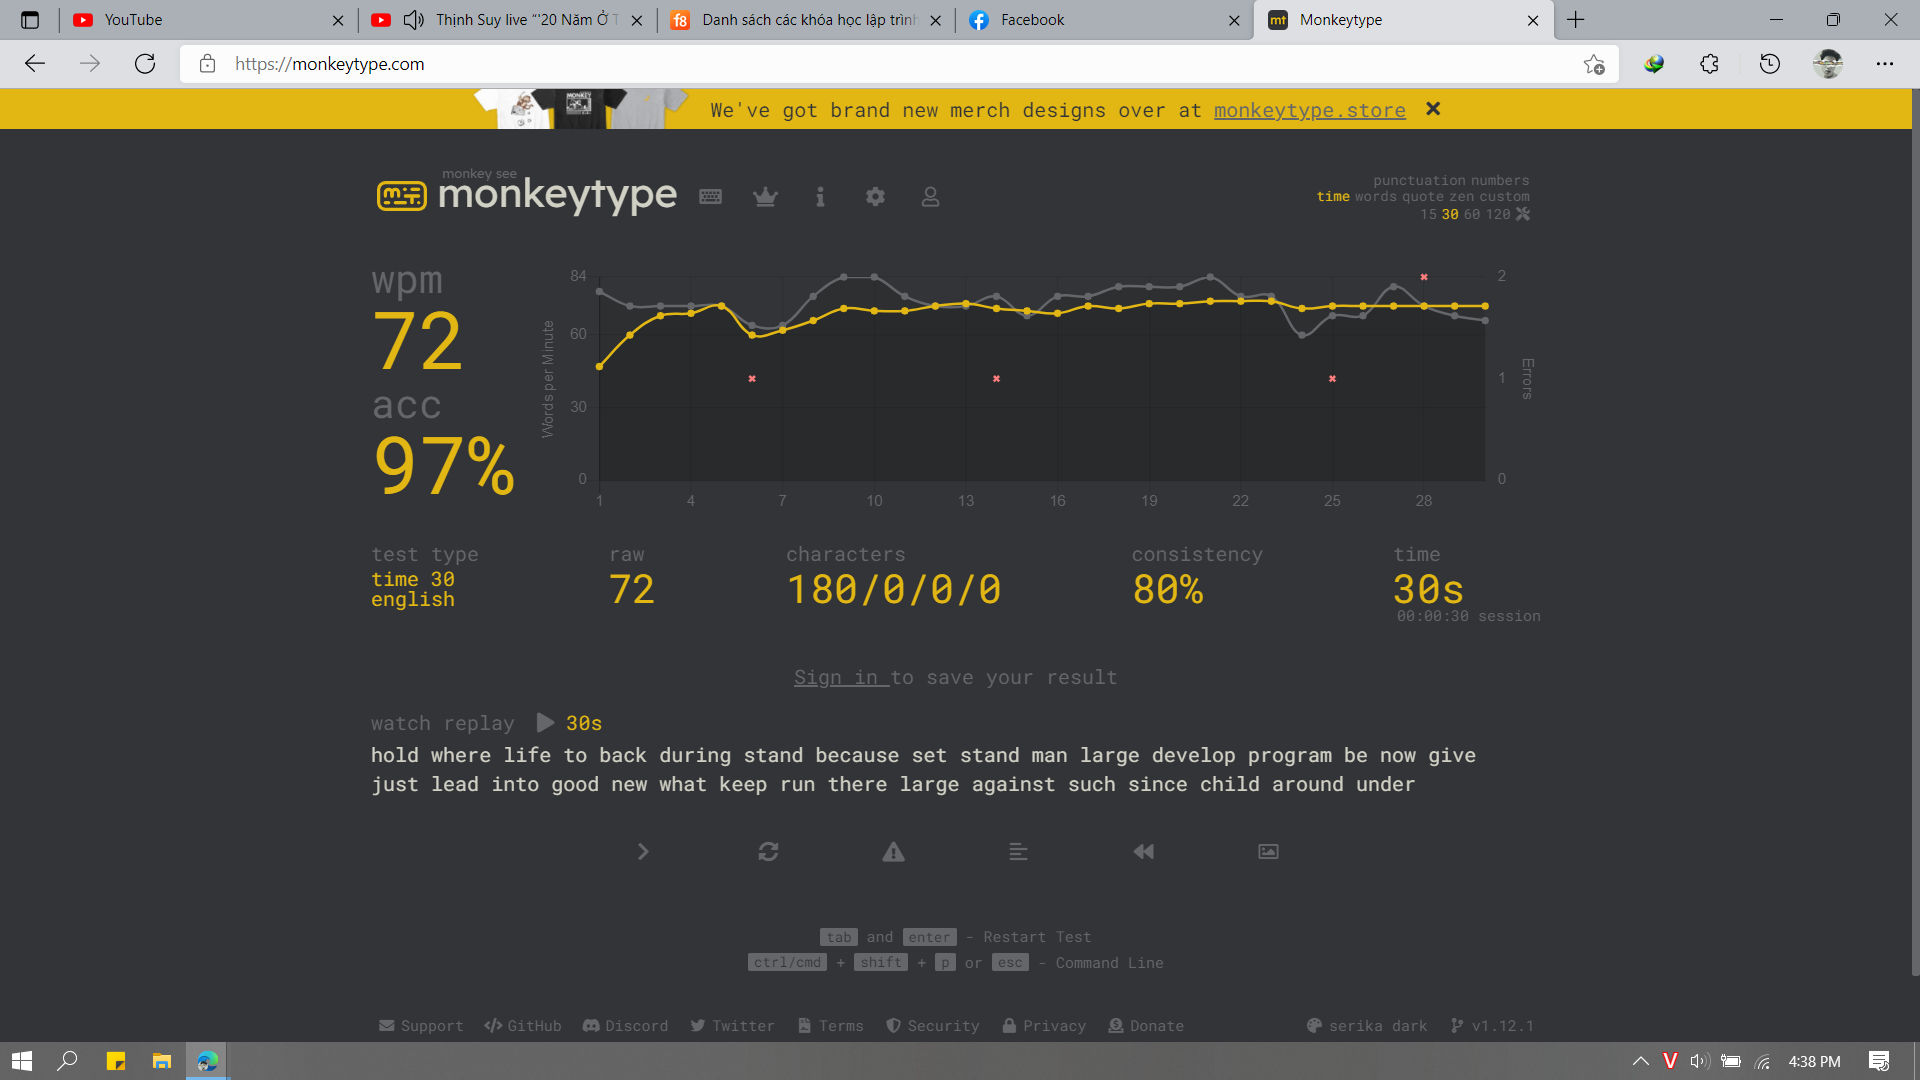 YouTube
Thịnh Suy live “'20 Năm Ở T
Danh sách các khóa học lập trình
Facebook
mt Monkeytype
https://monkeytype.com
We've got brand new merch designs over at monkeytype.store
monkey see
monkeytype
punctuation numbers
time words quote zen custom
15 30 60 120
wpm
72
acc
97%
Words per Minute
84
60
30
0
1 4 7 10 13 16 19 22 25 28
2
1
0
Errors
test type
time 30
english
raw
72
characters
180/0/0/0
consistency
80%
time
30s
00:00:30 session
Sign in to save your result
watch replay 30s
hold where life to back during stand because set stand man large develop program be now give
just lead into good new what keep run there large against such since child around under
tab and enter - Restart Test
ctrl/cmd + shift + p or esc - Command Line
Support GitHub Discord Twitter Terms Security Privacy Donate serika dark v1.12.1
4:38 PM